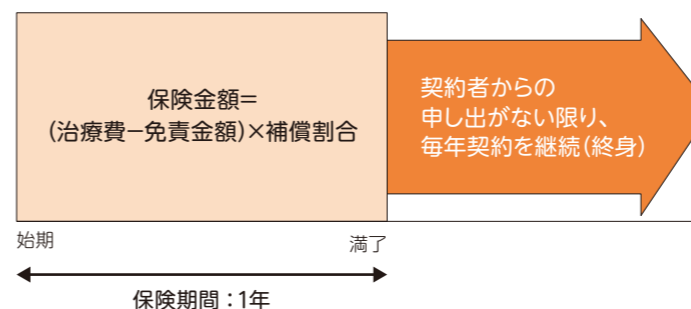 保険金額=
(治療費−免責金額)×補償割合
契約者からの
申し出がない限り、
毎年契約を継続(終身)
始期
満了
保険期間:1年